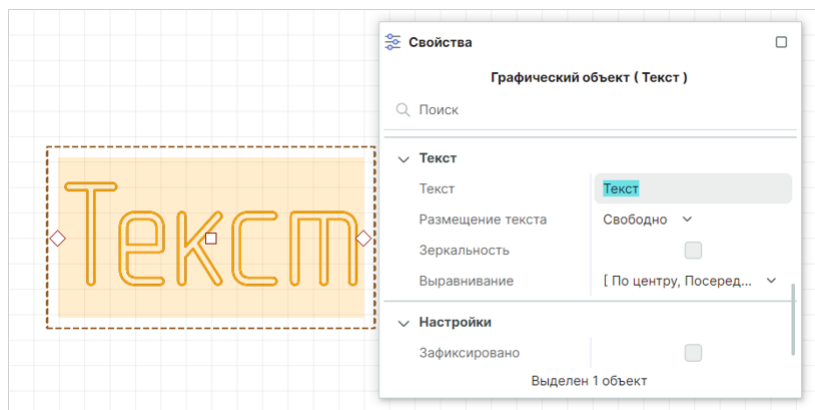 Текст
Свойства
Графический объект ( Текст )
Поиск
Текст
Текст Текст
Размещение текста Свободно
Зеркальность
Выравнивание [ По центру, Посеред...
Настройки
Зафиксировано
Выделен 1 объект